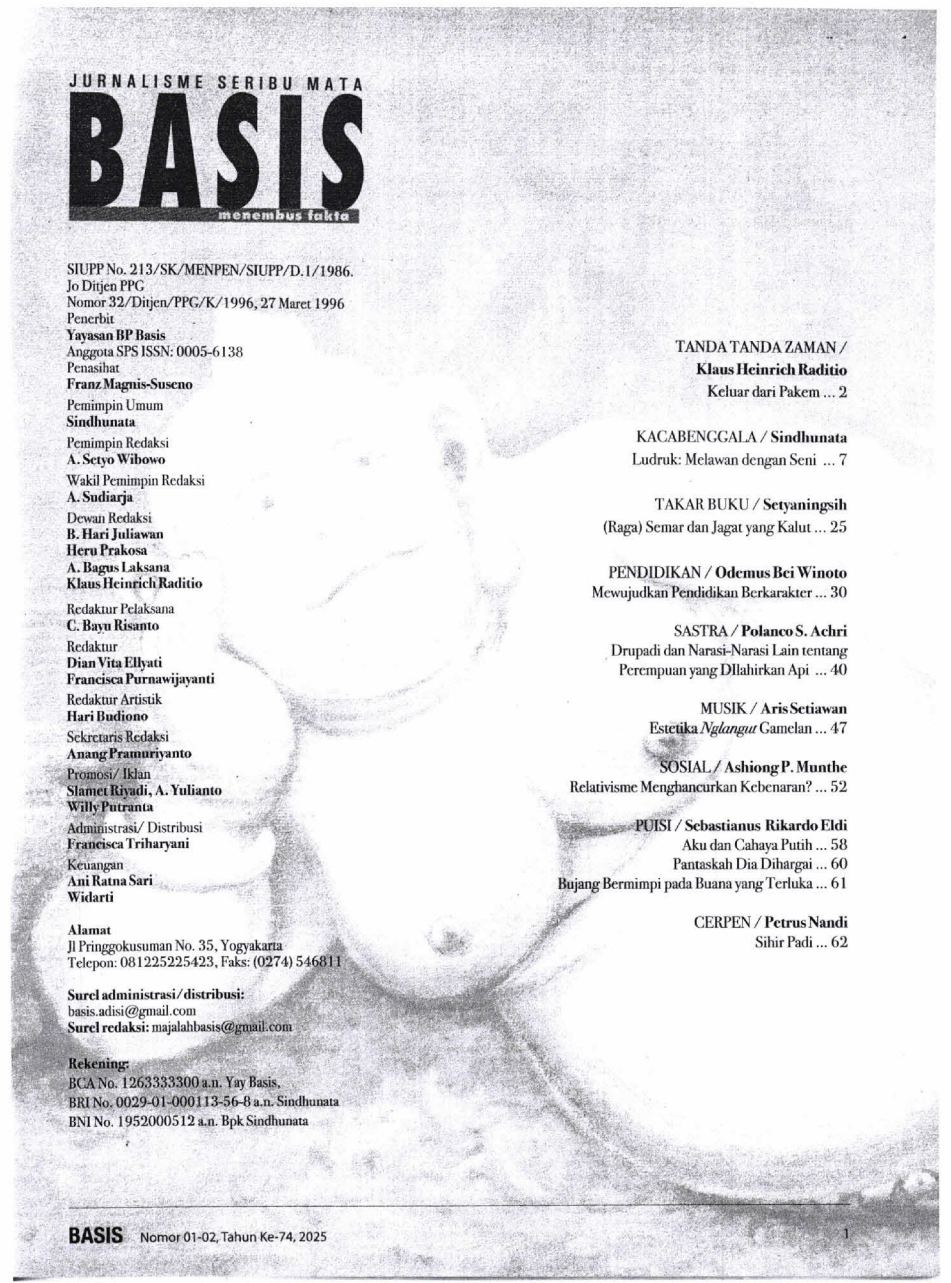 JURNALISME SERIBU MATA
BASIS
menembus fakta
SIUPP No. 213/SK/MENPEN/SIUPP/D.1/1986.
Jo Ditjen PPG
Nomor 32/Ditjen/PPG/K/1996, 27 Maret 1996
Penerbit
Yayasan BP Basis
Anggota SPS ISSN: 0005-6138
Penasihat
Franz Magnis-Suseno
Pemimpin Umum
Sindhunata
Pemimpin Redaksi
A. Setyo Wibowo
Wakil Pemimpin Redaksi
A. Sudiarja
Dewan Redaksi
B. Hari Juliawan
Heru Prakosa
A. Bagus Laksana
Klaus Heinrich Raditio
Redaktur Pelaksana
C. Bayu Risanto
Redaktur
Dian Vita Ellyati
Francisca Purnawijayanti
Redaktur Artistik
Hari Budiono
Sekretaris Redaksi
Anang Pramuriyanto
Promosi/ Iklan
Slamet Riyadi, A. Yulianto
Willy Putranta
Administrasi/ Distribusi
Francisca Triharyani
Keuangan
Ani Ratna Sari
Widarti
Alamat
Jl Pringgokusuman No. 35, Yogyakarta
Telepon: 081225225423, Faks: (0274) 546811
Surel administrasi/distribusi:
basis.adisi@gmail.com
Surel redaksi: majalahbasis@gmail.com
Rekening:
BCA No. 1263333300 a.n. Yay Basis,
BRI No. 0029-01-000113-56-8 a.n. Sindhunata
BNI No. 1952000512 a.n. Bpk Sindhunata
TANDA TANDA ZAMAN /
Klaus Heinrich Raditio
Keluar dari Pakem ... 2
KACABENGGALA / Sindhunata
Ludruk: Melawan dengan Seni ... 7
TAKAR BUKU / Setyaningsih
(Raga) Semar dan Jagat yang Kalut ... 25
PENDIDIKAN / Odemus Bei Winoto
Mewujudkan Pendidikan Berkarakter ... 30
SASTRA / Polanco S. Achri
Drupadi dan Narasi-Narasi Lain tentang
Perempuan yang DIlahirkan Api ... 40
MUSIK / Aris Setiawan
Estetika Nglangut Gamelan ... 47
SOSIAL / Ashiong P. Munthe
Relativisme Menghancurkan Kebenaran? ... 52
PUISI / Sebastianus Rikardo Eldi
Aku dan Cahaya Putih ... 58
Pantaskah Dia Dihargai ... 60
Bujang Bermimpi pada Buana yang Terluka ... 61
CERPEN / Petrus Nandi
Sihir Padi ... 62
BASIS Nomor 01-02, Tahun Ke-74, 2025
1